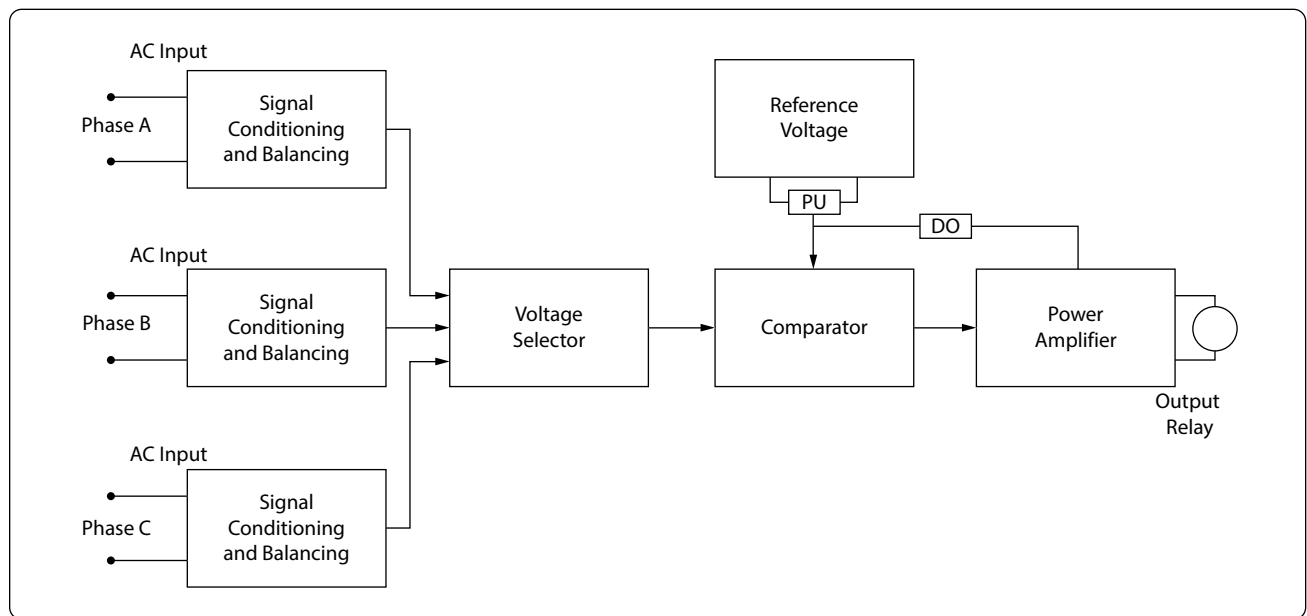 AC Input
Phase A
Signal
Conditioning
and Balancing
Reference
Voltage
PU
DO
AC Input
Phase B
Signal
Conditioning
and Balancing
Voltage
Selector
Comparator
Power
Amplifier
Output
Relay
AC Input
Phase C
Signal
Conditioning
and Balancing